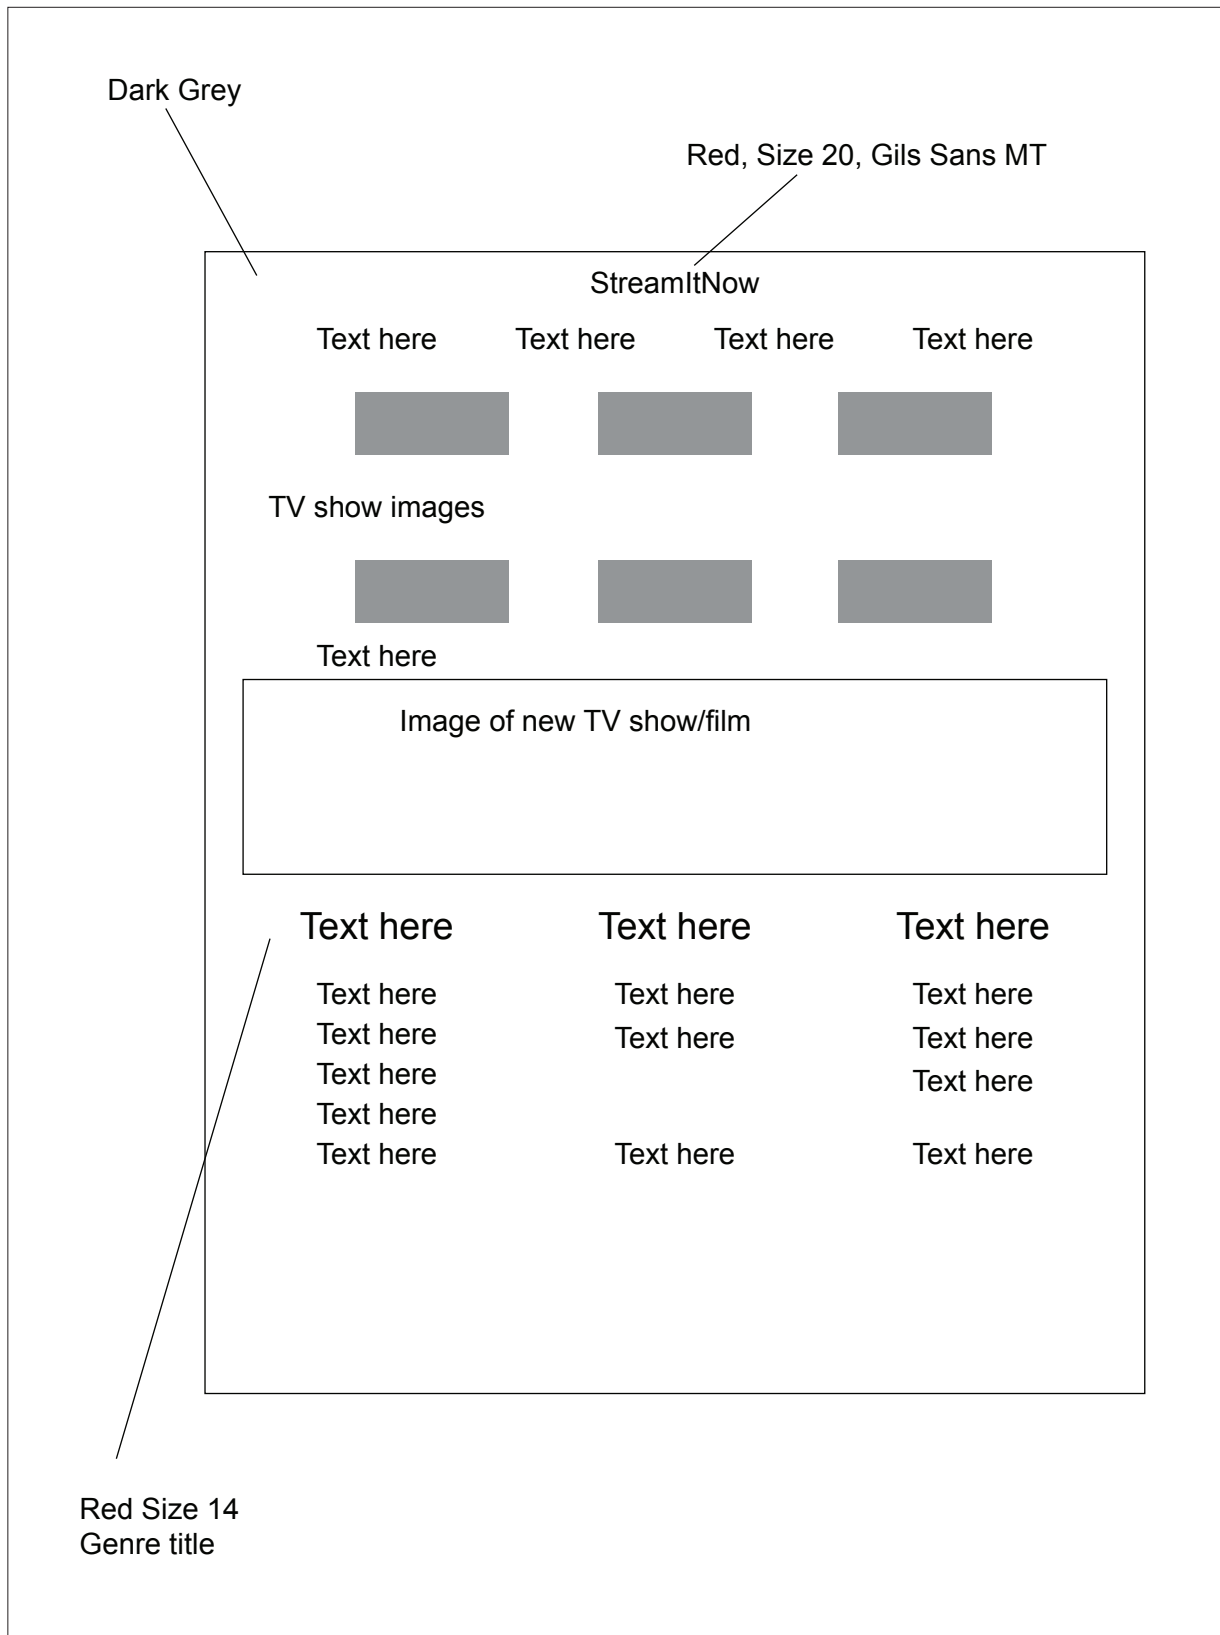 Dark Grey
Red, Size 20, Gils Sans MT
StreamItNow
Text here Text here Text here Text here
TV show images
Text here
Image of new TV show/film
Text here Text here Text here
Text here Text here Text here
Text here Text here Text here
Text here Text here
Text here
Text here Text here Text here
Red Size 14
Genre title